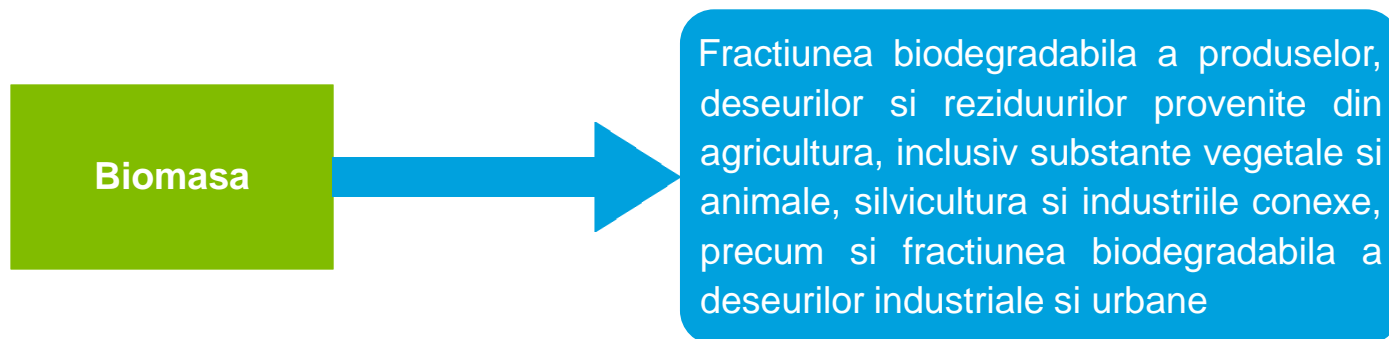 Biomasa
Fractiunea biodegradabila a produselor,
deseurilor si reziduurilor provenite din
agricultura, inclusiv substante vegetale si
animale, silvicultura si industriile conexe,
precum si fractiunea biodegradabila a
deseurilor industriale si urbane